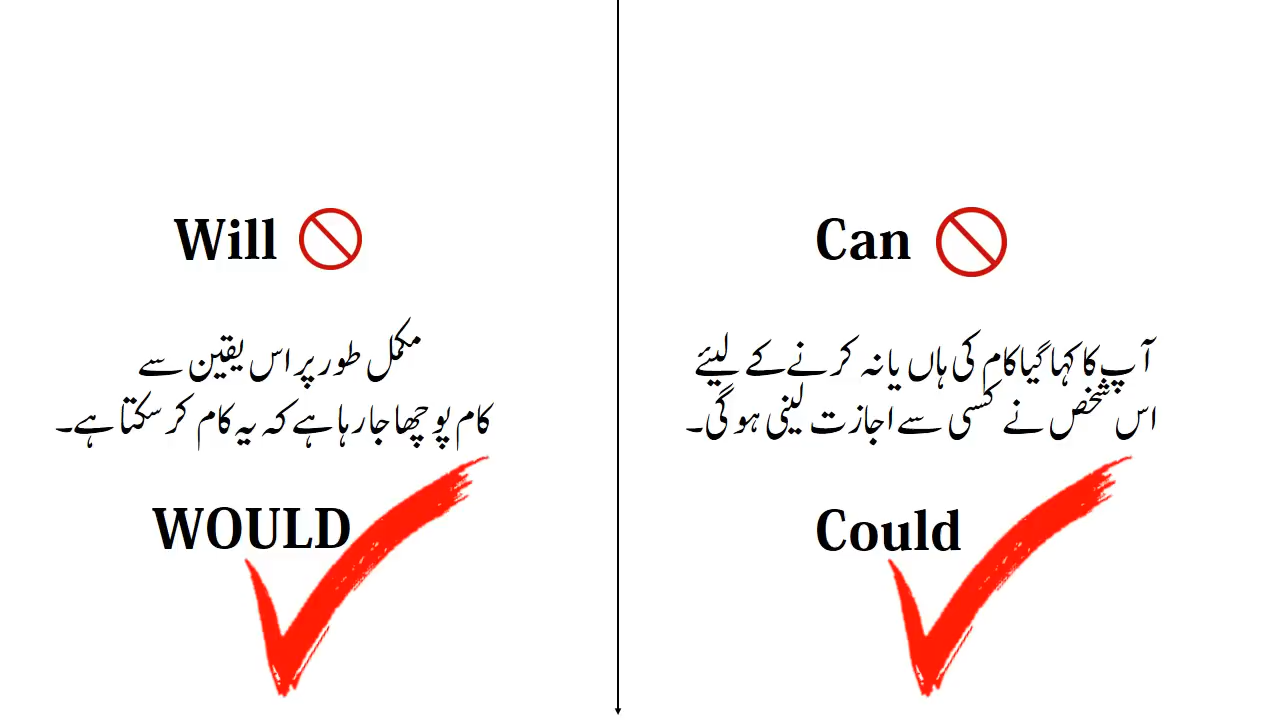 Will
مکمل طور پر اس یقین سے
کام پوچھا جا رہا ہے کہ یہ کام کر سکتا ہے۔
WOULD
Can
آپ کا کہا گیا کام کی ہاں یا نہ کرنے کے لیئے
اس شخص نے کسی سے اجازت لینی ہو گی۔
Could